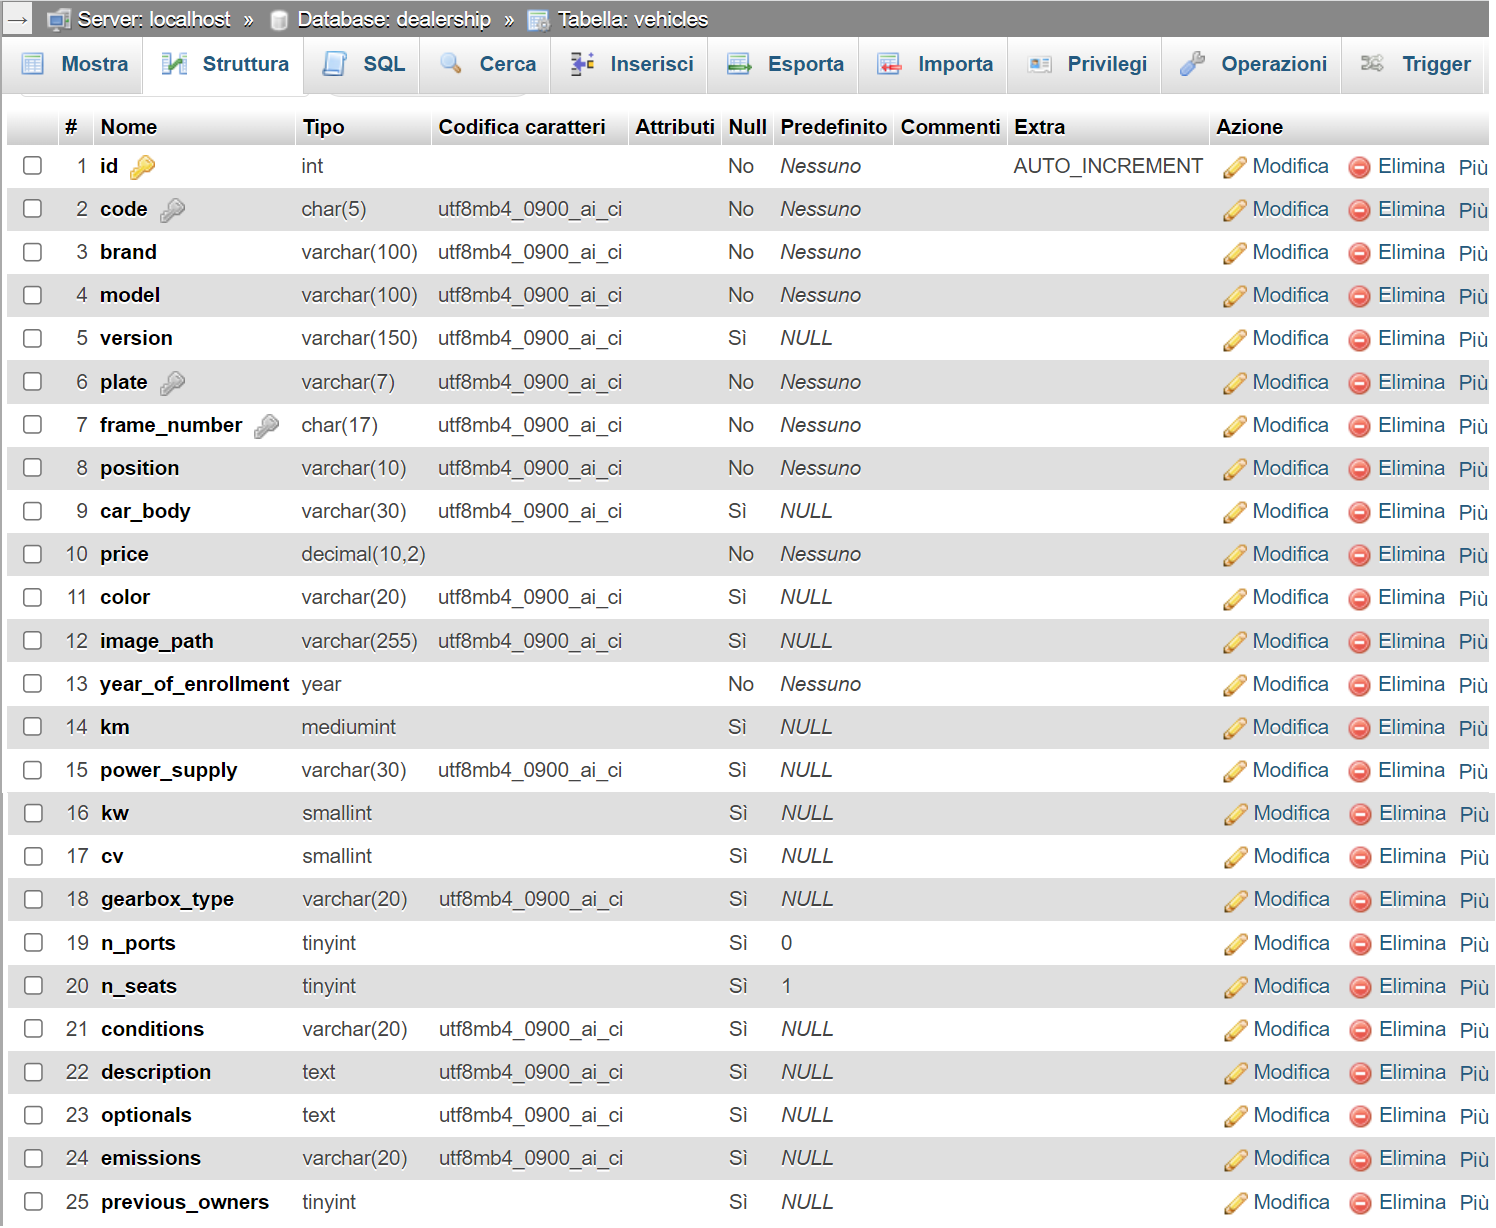 Server: localhost » Database: dealership » Tabella: vehicles
Mostra Struttura SQL Cerca Inserisci Esporta Importa Privilegi Operazioni Trigger
# Nome Tipo Codifica caratteri Attributi Null Predefinito Commenti Extra Azione
1 id int No Nessuno AUTO_INCREMENT Modifica Elimina Più
2 code char(5) utf8mb4_0900_ai_ci No Nessuno Modifica Elimina Più
3 brand varchar(100) utf8mb4_0900_ai_ci No Nessuno Modifica Elimina Più
4 model varchar(100) utf8mb4_0900_ai_ci No Nessuno Modifica Elimina Più
5 version varchar(150) utf8mb4_0900_ai_ci Sì NULL Modifica Elimina Più
6 plate varchar(7) utf8mb4_0900_ai_ci No Nessuno Modifica Elimina Più
7 frame_number char(17) utf8mb4_0900_ai_ci No Nessuno Modifica Elimina Più
8 position varchar(10) utf8mb4_0900_ai_ci No Nessuno Modifica Elimina Più
9 car_body varchar(30) utf8mb4_0900_ai_ci Sì NULL Modifica Elimina Più
10 price decimal(10,2) No Nessuno Modifica Elimina Più
11 color varchar(20) utf8mb4_0900_ai_ci Sì NULL Modifica Elimina Più
12 image_path varchar(255) utf8mb4_0900_ai_ci Sì NULL Modifica Elimina Più
13 year_of_enrollment year No Nessuno Modifica Elimina Più
14 km mediumint Sì NULL Modifica Elimina Più
15 power_supply varchar(30) utf8mb4_0900_ai_ci Sì NULL Modifica Elimina Più
16 kw smallint Sì NULL Modifica Elimina Più
17 cv smallint Sì NULL Modifica Elimina Più
18 gearbox_type varchar(20) utf8mb4_0900_ai_ci Sì NULL Modifica Elimina Più
19 n_ports tinyint Sì 0 Modifica Elimina Più
20 n_seats tinyint Sì 1 Modifica Elimina Più
21 conditions varchar(20) utf8mb4_0900_ai_ci Sì NULL Modifica Elimina Più
22 description text utf8mb4_0900_ai_ci Sì NULL Modifica Elimina Più
23 optionals text utf8mb4_0900_ai_ci Sì NULL Modifica Elimina Più
24 emissions varchar(20) utf8mb4_0900_ai_ci Sì NULL Modifica Elimina Più
25 previous_owners tinyint Sì NULL Modifica Elimina Più